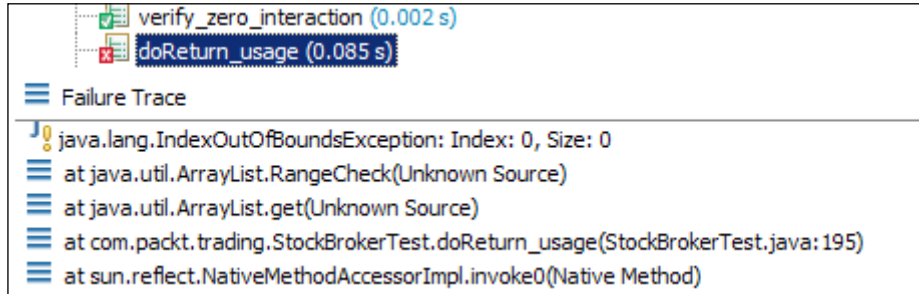 verify_zero_interaction (0.002 s)
doReturn_usage (0.085 s)
Failure Trace
java.lang.IndexOutOfBoundsException: Index: 0, Size: 0
at java.util.ArrayList.RangeCheck(Unknown Source)
at java.util.ArrayList.get(Unknown Source)
at com.packt.trading.StockBrokerTest.doReturn_usage(StockBrokerTest.java:195)
at sun.reflect.NativeMethodAccessorImpl.invoke0(Native Method)